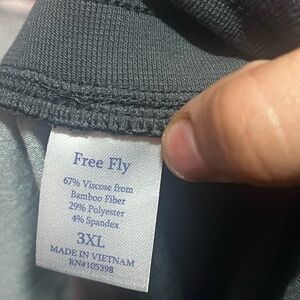 Free Fly
67% Viscose from
Bamboo Fiber
29% Polyester
4% Spandex
3XL
MADE IN VIETNAM
RN#105398